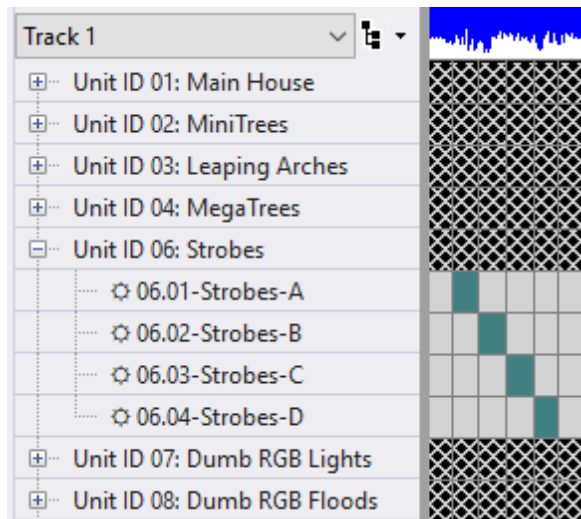 Track 1
Unit ID 01: Main House
Unit ID 02: MiniTrees
Unit ID 03: Leaping Arches
Unit ID 04: MegaTrees
Unit ID 06: Strobes
06.01-Strobes-A
06.02-Strobes-B
06.03-Strobes-C
06.04-Strobes-D
Unit ID 07: Dumb RGB Lights
Unit ID 08: Dumb RGB Floods